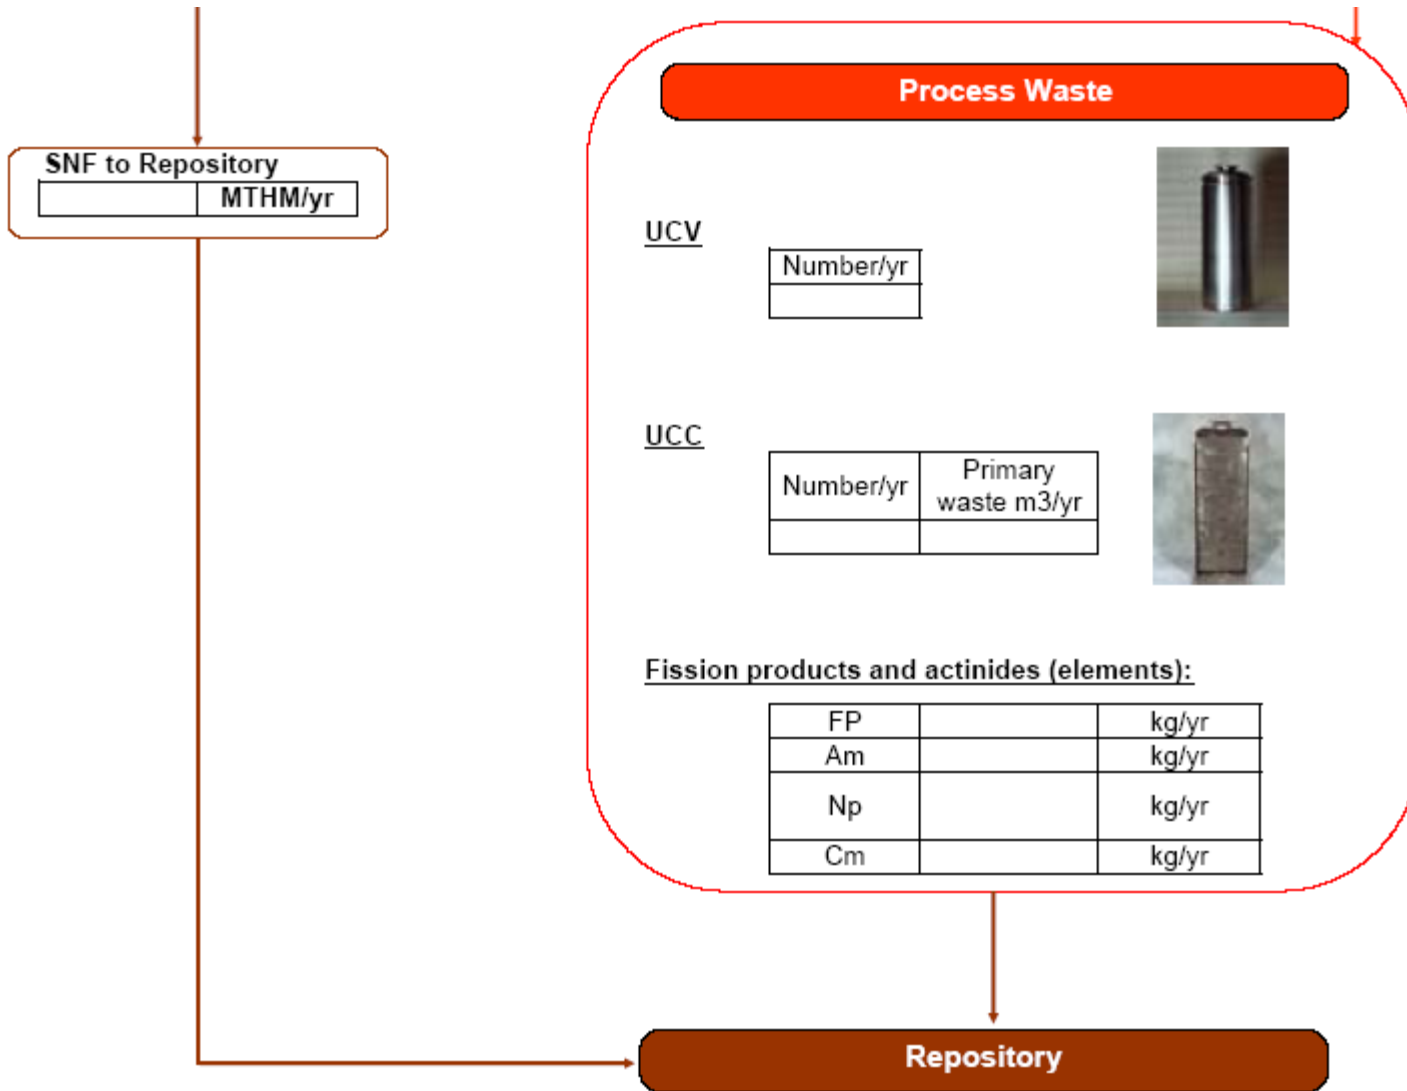 Process Waste
SNF to Repository
MTHM/yr
UCV
Number/yr
UCC
Number/yr
Primary
waste m3/yr
Fission products and actinides (elements):
FP kg/yr
Am kg/yr
Np kg/yr
Cm kg/yr
Repository